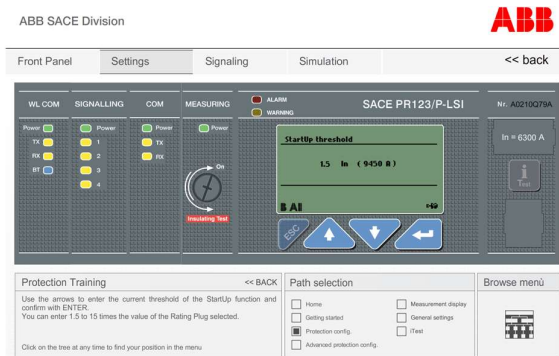 ABB SACE Division
ABB
Front Panel
Settings
Signaling
Simulation
<< back
WL COM
SIGNALLING
COM
MEASURING
ALARM
WARNING
SACE PR123/P-LSI
Nr. A0210Q79A
Power
TX
RX
BT
Power
1
2
3
4
Power
TX
RX
Power
On
Insulating Test
StartUp threshold
1.5 In ( 9450 A )
ESC
In = 6300 A
i
Test
Protection Training
<< BACK
Use the arrows to enter the current threshold of the StartUp function and
confirm with ENTER.
You can enter 1.5 to 15 times the value of the Rating Plug selected.
Click on the tree at any time to find your position in the menu
Path selection
Home
Getting started
Protection config.
Advanced protection config.
Measurement display
General settings
iTest
Browse menù